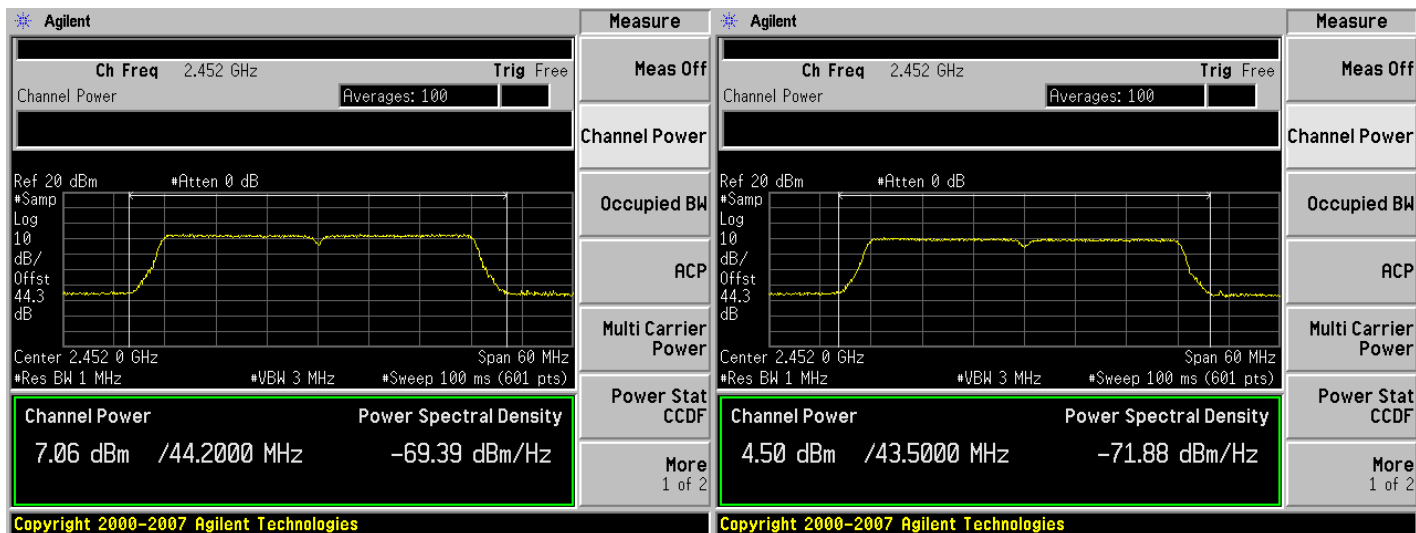 Agilent
Measure
Ch Freq 2.452 GHz Trig Free
Meas Off
Channel Power Averages: 100
Channel Power
Ref 20 dBm #Atten 0 dB
#Samp
Log
10
dB/
Offst
44.3
dB
Occupied BW
ACP
Multi Carrier
Power
Center 2.452 0 GHz Span 60 MHz
#Res BW 1 MHz #VBW 3 MHz #Sweep 100 ms (601 pts)
Power Stat
CCDF
Channel Power Power Spectral Density
7.06 dBm /44.2000 MHz -69.39 dBm/Hz
More
1 of 2
Copyright 2000-2007 Agilent Technologies
Agilent
Measure
Ch Freq 2.452 GHz Trig Free
Meas Off
Channel Power Averages: 100
Channel Power
Ref 20 dBm #Atten 0 dB
#Samp
Log
10
dB/
Offst
44.3
dB
Occupied BW
ACP
Multi Carrier
Power
Center 2.452 0 GHz Span 60 MHz
#Res BW 1 MHz #VBW 3 MHz #Sweep 100 ms (601 pts)
Power Stat
CCDF
Channel Power Power Spectral Density
4.50 dBm /43.5000 MHz -71.88 dBm/Hz
More
1 of 2
Copyright 2000-2007 Agilent Technologies